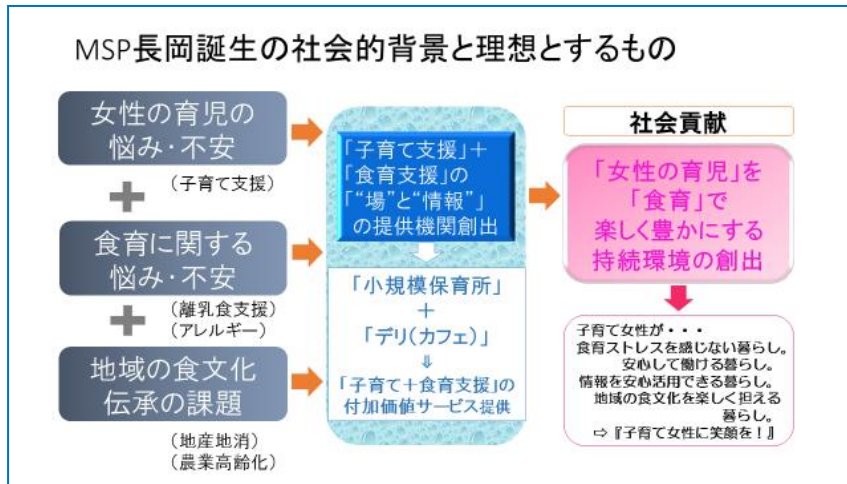 MSP長岡誕生の社会的背景と理想とするもの
女性の育児の
悩み・不安
(子育て支援)
食育に関する
悩み・不安
(離乳食支援)
(アレルギー)
地域の食文化
伝承の課題
(地産地消)
(農業高齢化)
「子育て支援」+
「食育支援」の
「“場”と“情報”」
の提供機関創出
「小規模保育所」
+
「デリ(カフェ)」
⇓
「子育て+食育支援」の
付加価値サービス提供
社会貢献
「女性の育児」を
「食育」で
楽しく豊かにする
持続環境の創出
子育て女性が・・・
食育ストレスを感じない暮らし。
安心して働ける暮らし。
情報を安心活用できる暮らし。
地域の食文化を楽しく担える
暮らし。
⇨『子育て女性に笑顔を!』